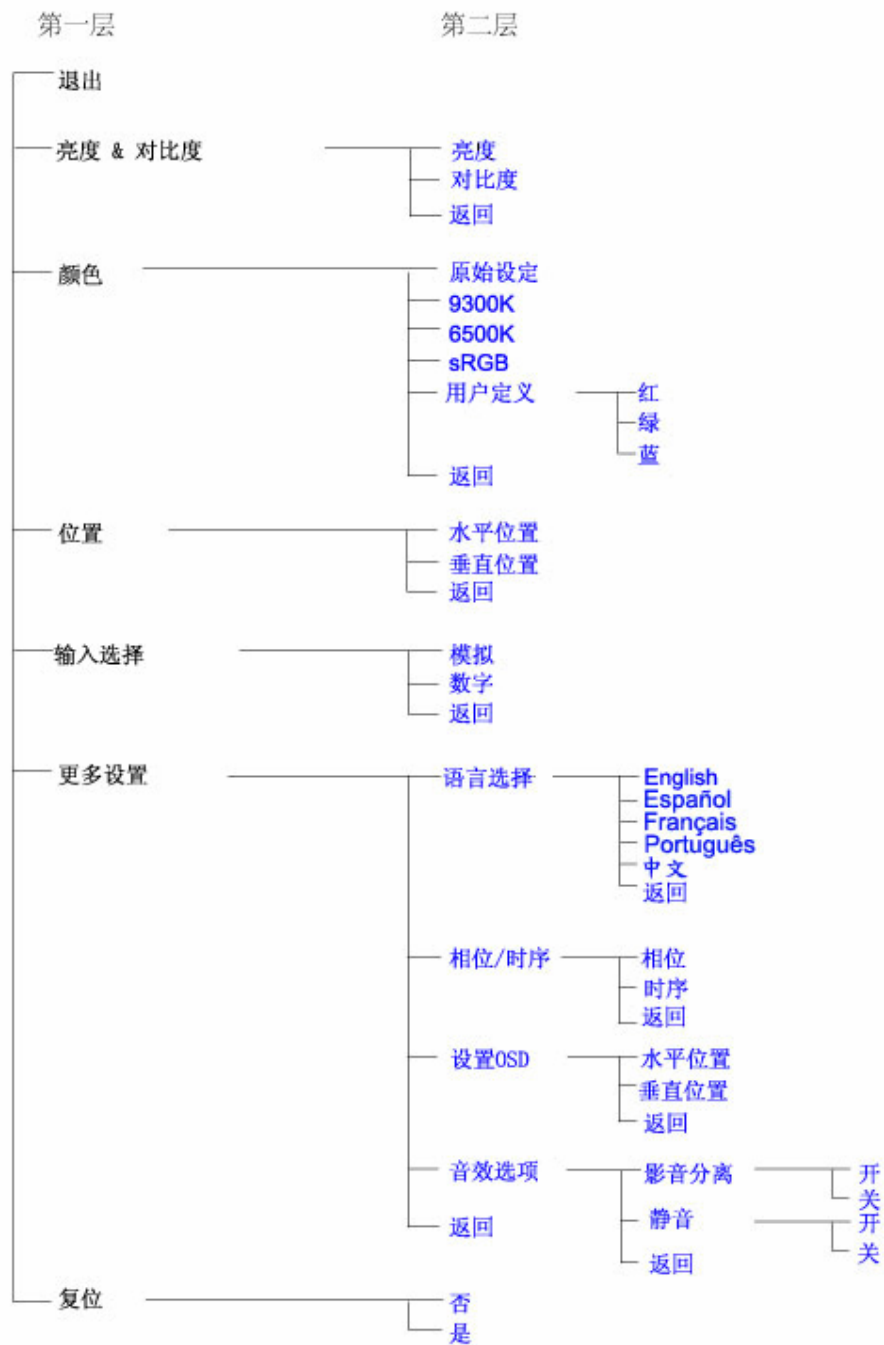 第一层 第二层
退出
亮度 & 对比度 亮度
对比度
返回
颜色 原始设定
9300K
6500K
sRGB
用户定义 红
绿
蓝
返回
位置 水平位置
垂直位置
返回
输入选择 模拟
数字
返回
更多设置 语言选择 English
Español
Français
Português
中文
返回
相位/时序 相位
时序
返回
设置OSD 水平位置
垂直位置
返回
音效选项 影音分离 开
关
静音 开
关
返回
返回
复位 否
是